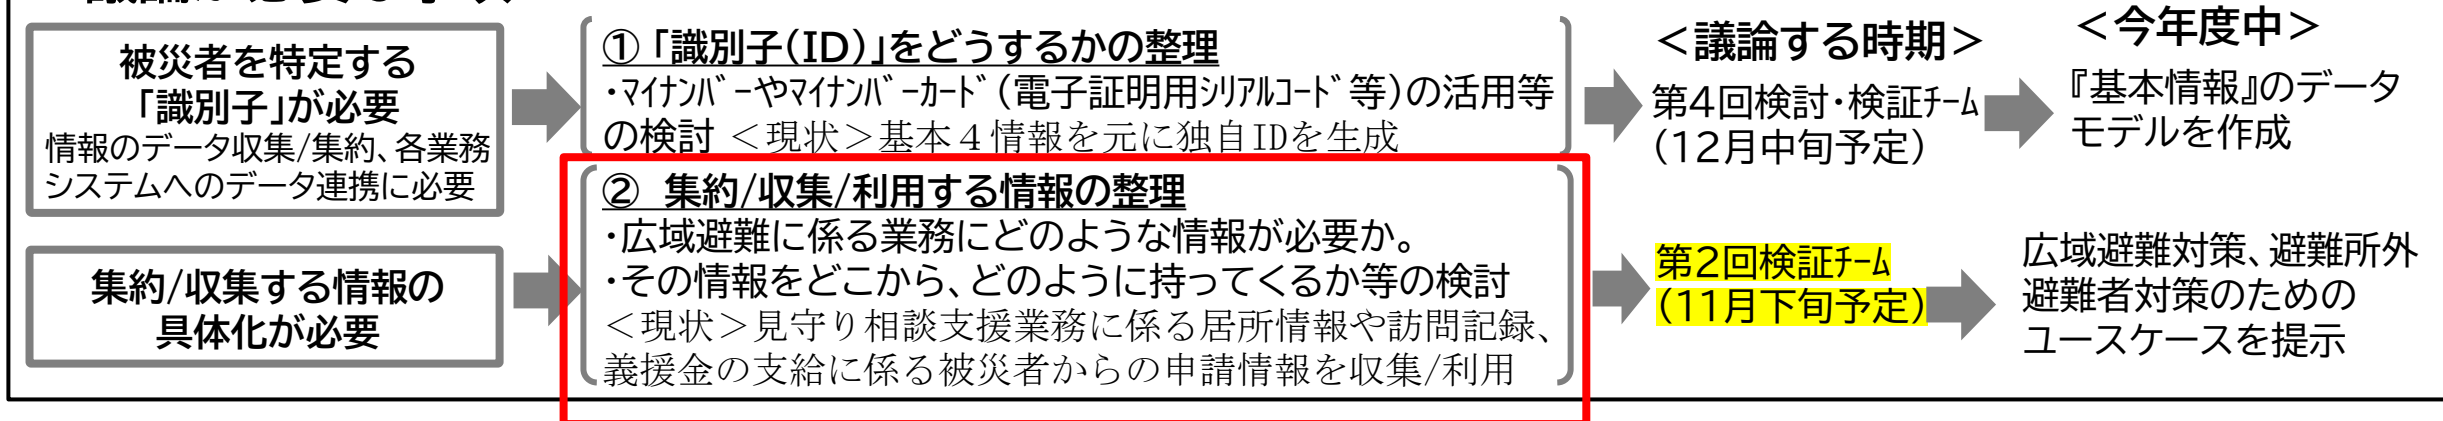 被災者を特定する
「識別子」が必要
情報のデータ収集/集約、各業務
システムへのデータ連携に必要
①「識別子(ID)」をどうするかの整理
・ﾏｲﾅﾝﾊﾞｰやﾏｲﾅﾝﾊﾞｰｶｰﾄﾞ(電子証明用ｼﾘｱﾙｺｰﾄﾞ等)の活用等
の検討 ＜現状＞基本４情報を元に独自IDを生成
＜議論する時期＞
第4回検討・検証ﾁｰﾑ
(12月中旬予定)
＜今年度中＞
『基本情報』のデータ
モデルを作成
集約/収集する情報の
具体化が必要
② 集約/収集/利用する情報の整理
・広域避難に係る業務にどのような情報が必要か。
・その情報をどこから、どのように持ってくるか等の検討
＜現状＞見守り相談支援業務に係る居所情報や訪問記録、
義援金の支給に係る被災者からの申請情報を収集/利用
第2回検証ﾁｰﾑ
(11月下旬予定)
広域避難対策、避難所外
避難者対策のための
ユースケースを提示